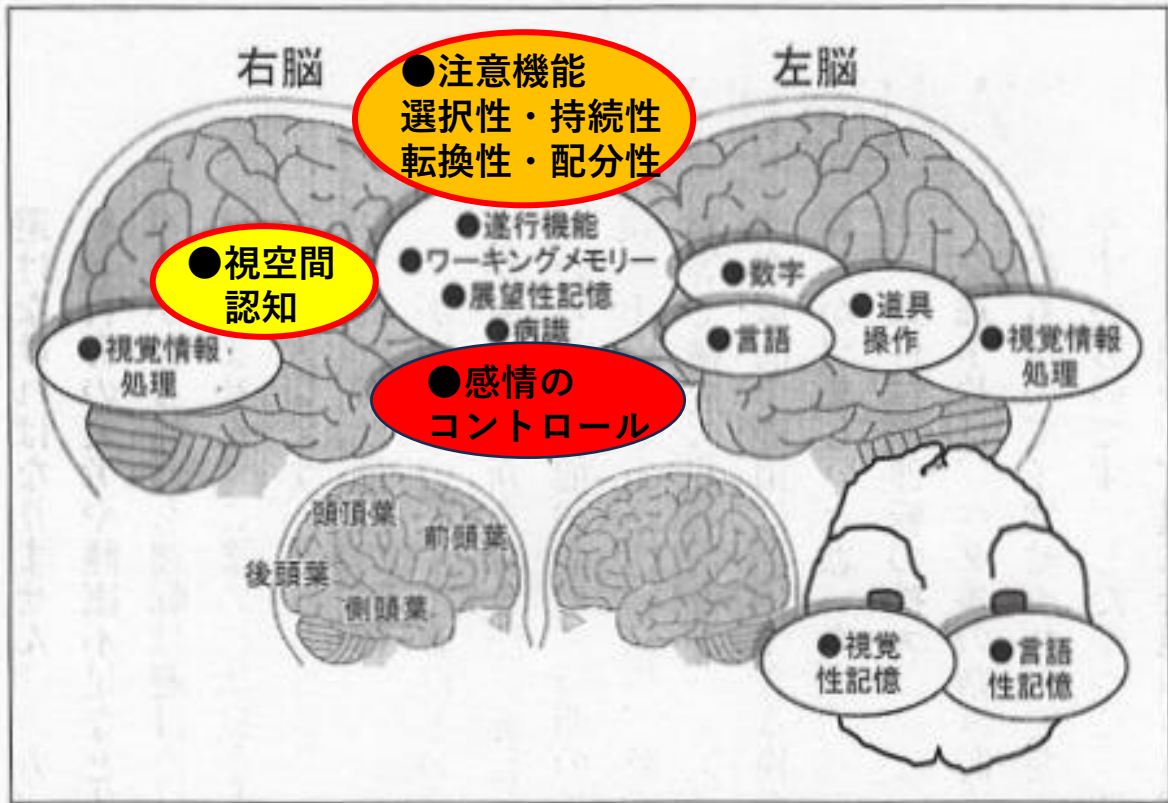 右脳
左脳
●注意機能
選択性・持続性
転換性・配分性
●遂行機能
●ワーキングメモリー
●展望性記憶
●病識
●視空間
認知
●視覚情報
処理
●感情の
コントロール
●数字
●言語
●道具
操作
●視覚情報
処理
頭頂葉
前頭葉
後頭葉
側頭葉
●視覚
性記憶
●言語
性記憶